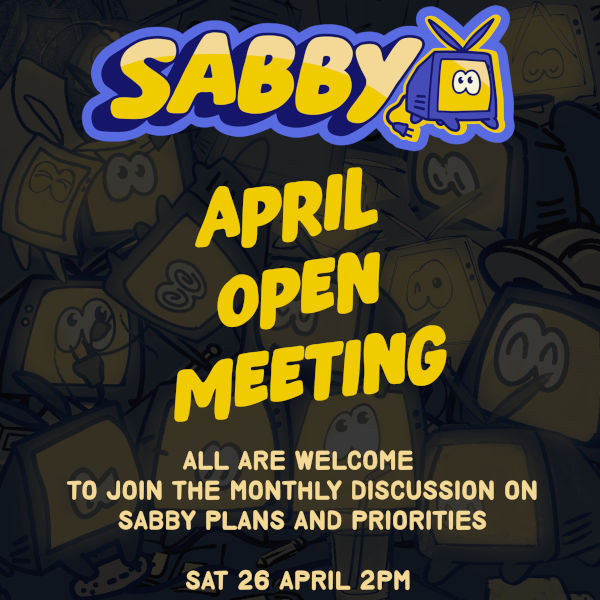 SABBY
APRIL
OPEN
MEETING
ALL ARE WELCOME
TO JOIN THE MONTHLY DISCUSSION ON
SABBY PLANS AND PRIORITIES
SAT 26 APRIL 2PM